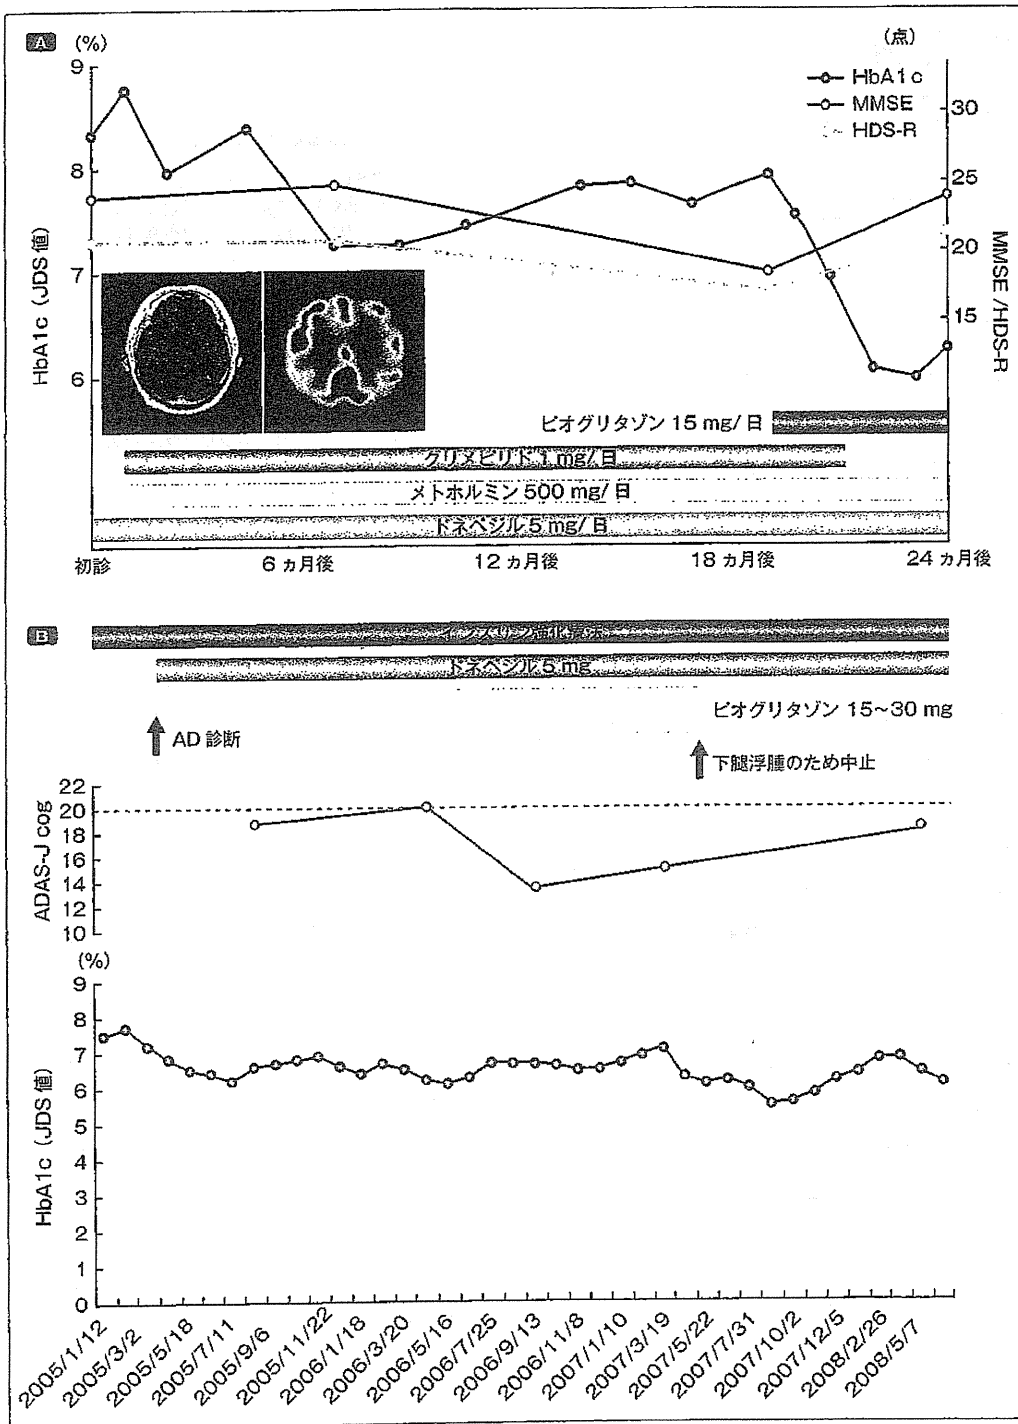 A (%)
(点)
9
8
7
6
HbA1c (JDS値)
HbA1c
MMSE
HDS-R
30
25
20
15
MMSE/HDS-R
ピオグリタゾン 15 mg/日
グリメピリド 1 mg/日
メトホルミン 500 mg/日
ドネペジル 5 mg/日
初診 6ヵ月後 12ヵ月後 18ヵ月後 24ヵ月後
B
ドネペジル 5 mg
ピオグリタゾン 15~30 mg
AD 診断
下腿浮腫のため中止
22
20
18
16
14
12
10
ADAS-J cog
(%)
9
8
7
6
5
4
3
2
1
0
HbA1c (JDS値)
2005/1/12
2005/3/2
2005/5/18
2005/7/11
2005/9/6
2005/11/22
2006/1/18
2006/3/20
2006/5/16
2006/7/25
2006/9/13
2006/11/8
2007/1/10
2007/3/19
2007/5/22
2007/7/31
2007/10/2
2007/12/5
2008/2/26
2008/5/7